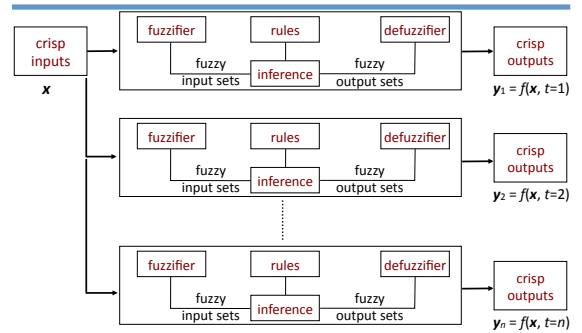 crisp
inputs
x
fuzzifier
rules
defuzzifier
fuzzy
input sets
inference
fuzzy
output sets
crisp
outputs
y1 = f(x, t=1)
fuzzifier
rules
defuzzifier
fuzzy
input sets
inference
fuzzy
output sets
crisp
outputs
y2 = f(x, t=2)
fuzzifier
rules
defuzzifier
fuzzy
input sets
inference
fuzzy
output sets
crisp
outputs
yn = f(x, t=n)